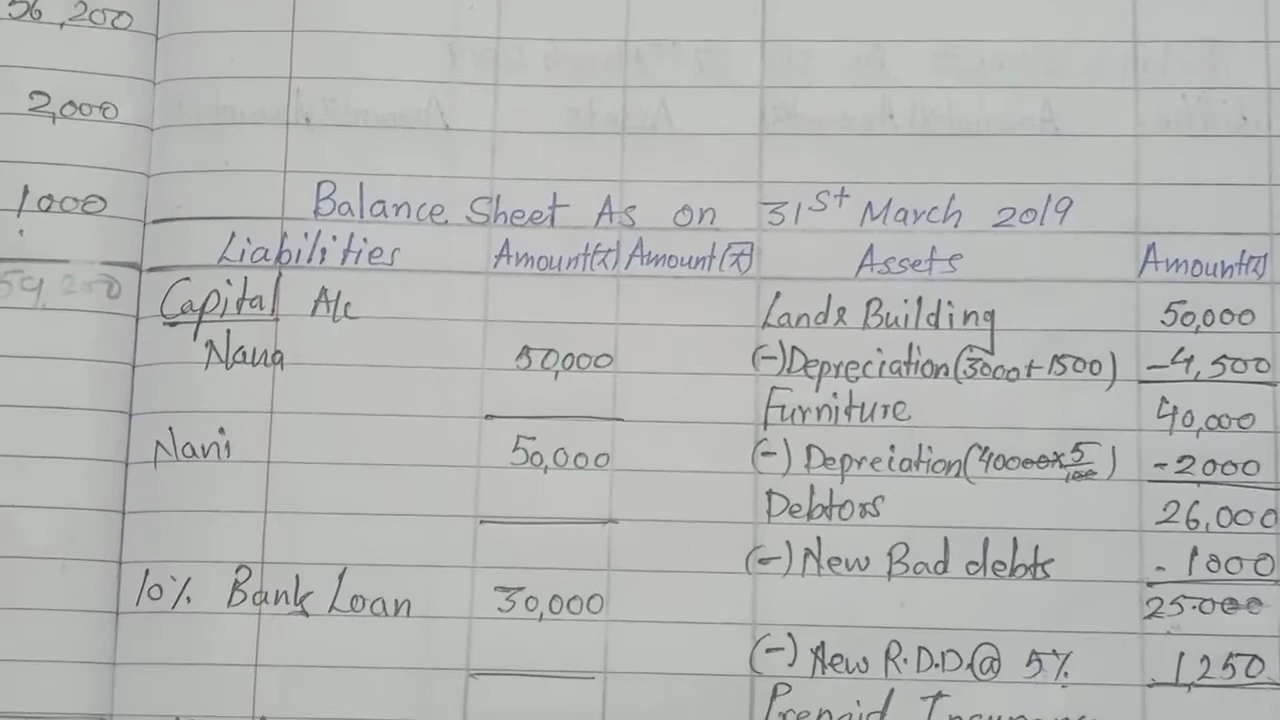 56,200
2,000
1000
59,200
Balance Sheet As on 31st March 2019
Liabilities Amount(₹) Amount(₹) Assets Amount(₹)
Capital A/c Land & Building 50,000
Nana 50,000 (-) Depreciation (3000+1500) -4,500
Furniture 40,000
Nani 50,000 (-) Depreiation (40000×5/100) -2000
Debtors 26,000
(-) New Bad debts - 1000
10% Bank Loan 30,000 25.000
(-) New R.D.D.@ 5% 1,250
Prepaid